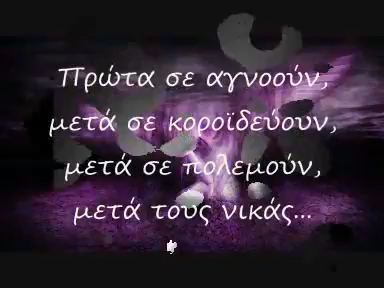 Πρώτα σε αγνοούν,
μετά σε κοροϊδεύουν,
μετά σε πολεμούν,
μετά τους νικάς...